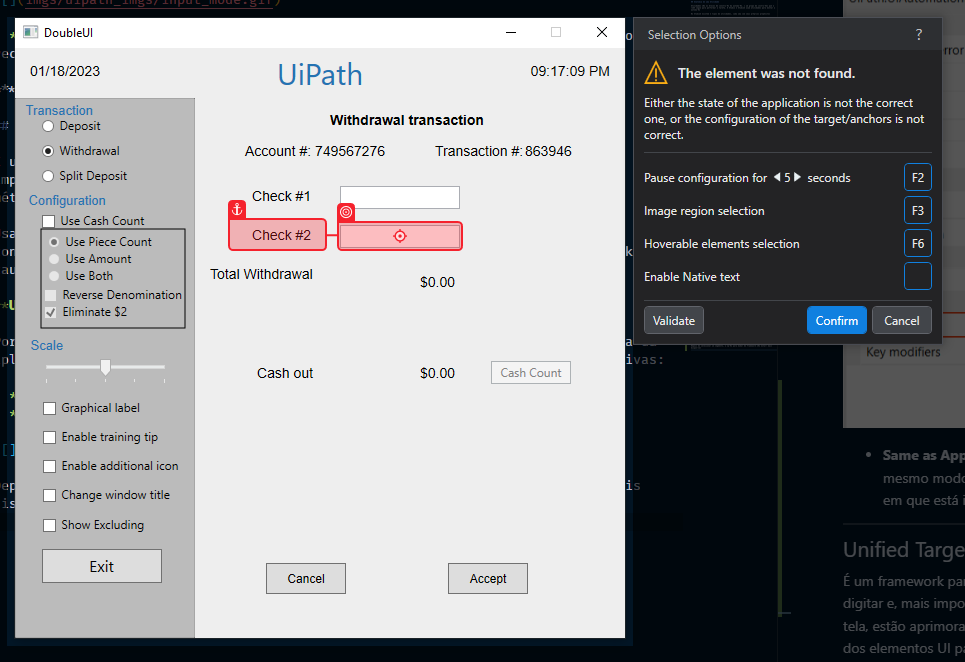 ](imgs/uipath_imgs/input_mode.gif)
DoubleUI
01/18/2023
UiPath
09:17:09 PM
Transaction
Deposit
Withdrawal
Split Deposit
Configuration
Use Cash Count
Use Piece Count
Use Amount
Use Both
Reverse Denomination
Eliminate $2
Scale
Graphical label
Enable training tip
Enable additional icon
Change window title
Show Excluding
Exit
Withdrawal transaction
Account #: 749567276
Transaction #: 863946
Check #1
Check #2
Total Withdrawal
$0.00
Cash out
$0.00
Cash Count
Cancel
Accept
Selection Options
?
The element was not found.
Either the state of the application is not the correct
one, or the configuration of the target/anchors is not
correct.
Pause configuration for 5 seconds
F2
Image region selection
F3
Hoverable elements selection
F6
Enable Native text
Validate
Confirm
Cancel
ivas:
is
Key modifiers
• Same as App
mesmo modo
em que está i
Unified Targe
É um framework pa
digitar e, mais impo
tela, estão aprimora
dos elementos UI pa